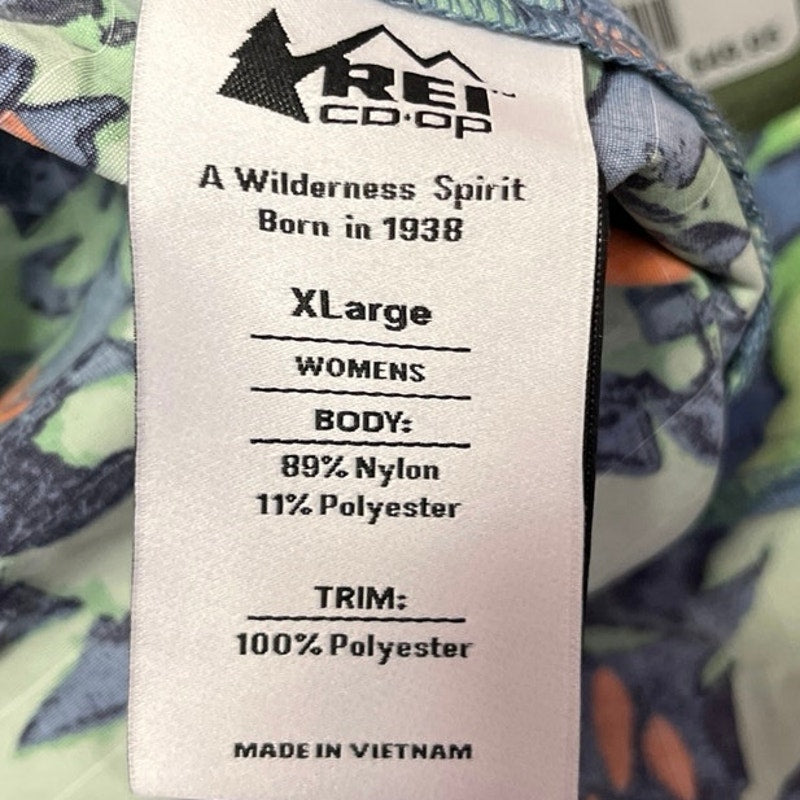 REI
CO·OP
A Wilderness Spirit
Born in 1938
XLarge
WOMENS
BODY:
89% Nylon
11% Polyester
TRIM:
100% Polyester
MADE IN VIETNAM